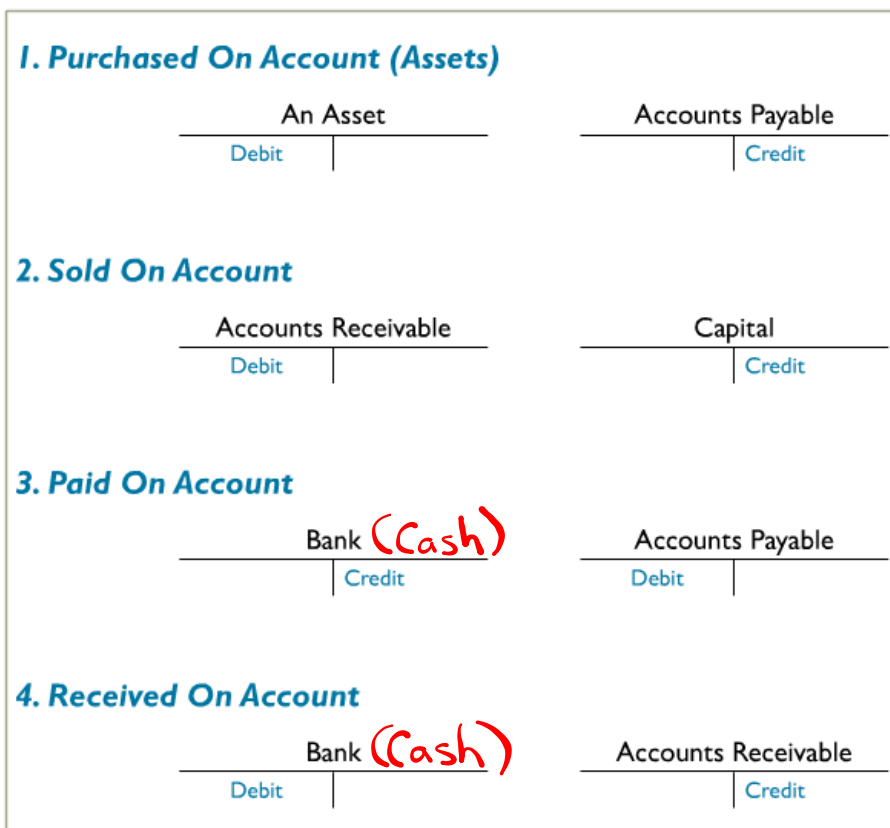 1. Purchased On Account (Assets)
An Asset Accounts Payable
Debit Credit
2. Sold On Account
Accounts Receivable Capital
Debit Credit
3. Paid On Account
Bank (Cash) Accounts Payable
Credit Debit
4. Received On Account
Bank (Cash) Accounts Receivable
Debit Credit